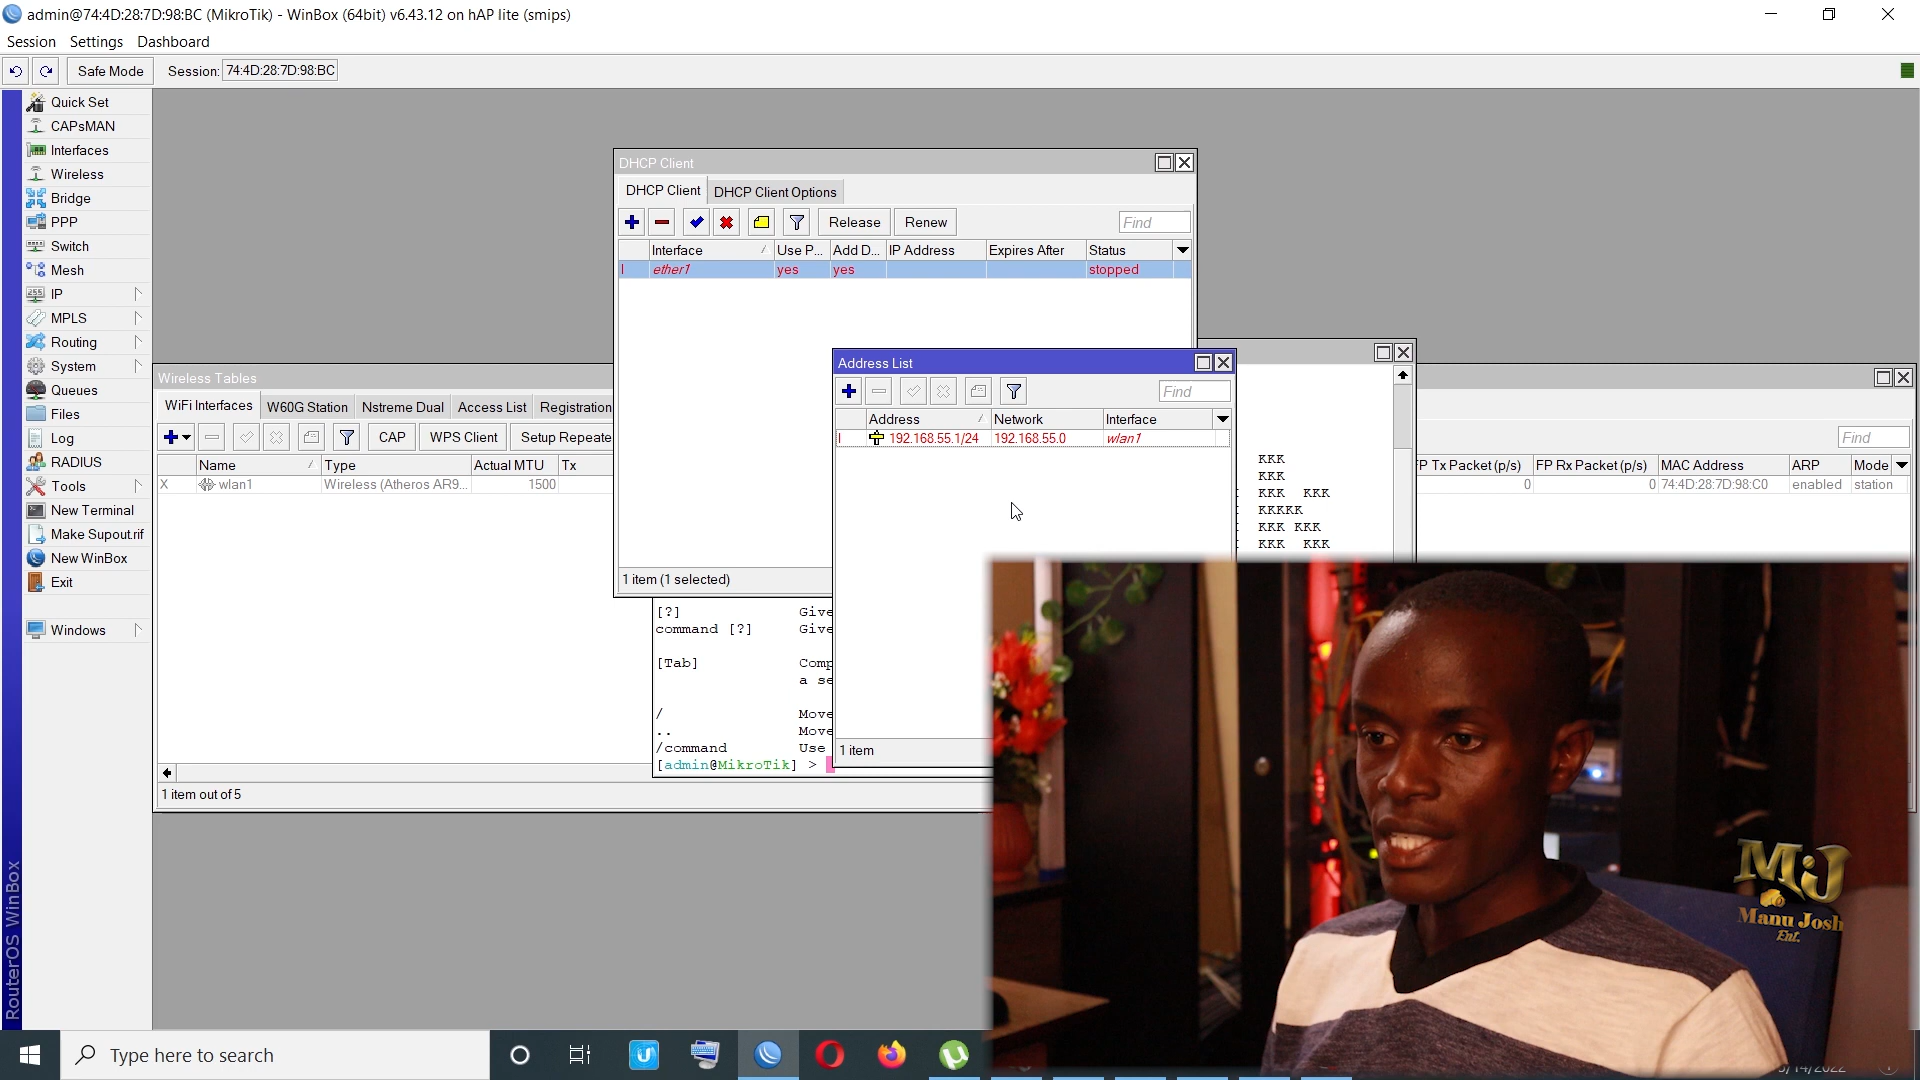 admin@74:4D:28:7D:98:BC (MikroTik) - WinBox (64bit) v6.43.12 on hAP lite (smips)
Session Settings Dashboard
Safe Mode Session: 74:4D:28:7D:98:BC
Quick Set
CAPsMAN
Interfaces
Wireless
Bridge
PPP
Switch
Mesh
IP
MPLS
Routing
System
Queues
Files
Log
RADIUS
Tools
New Terminal
Make Supout.rif
New WinBox
Exit
Windows
RouterOS WinBox
DHCP Client
DHCP Client DHCP Client Options
Release Renew Find
Interface Use P... Add D... IP Address Expires After Status
I ether1 yes yes stopped
1 item (1 selected)
Address List
Find
Address Network Interface
I 192.168.55.1/24 192.168.55.0 wlan1
1 item
Wireless Tables
WiFi Interfaces W60G Station Nstreme Dual Access List Registration
CAP WPS Client Setup Repeate Find
Name Type Actual MTU Tx FP Tx Packet (p/s) FP Rx Packet (p/s) MAC Address ARP Mode
X wlan1 Wireless (Atheros AR9... 1500 0 0 74:4D:28:7D:98:C0 enabled station
1 item out of 5
KKK
KKK
KKK KKK
KKKKK
KKK KKK
KKK KKK
[?] Give
command [?] Give
[Tab] Comp
a se
/ Move
.. Move
/command Use
[admin@MikroTik] >
MJ
Manu Josh
Ent.
Type here to search